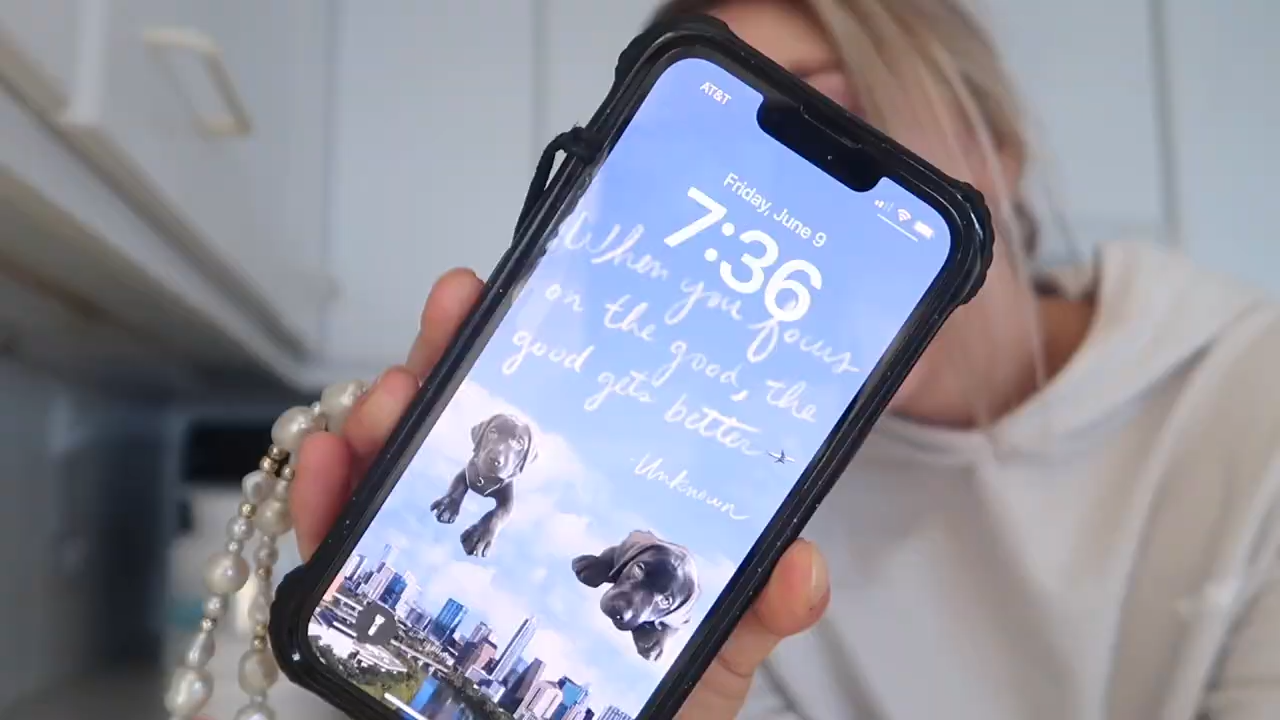 AT&T
Friday, June 9
7:36
When you focus
on the good, the
good gets better
-Unknown